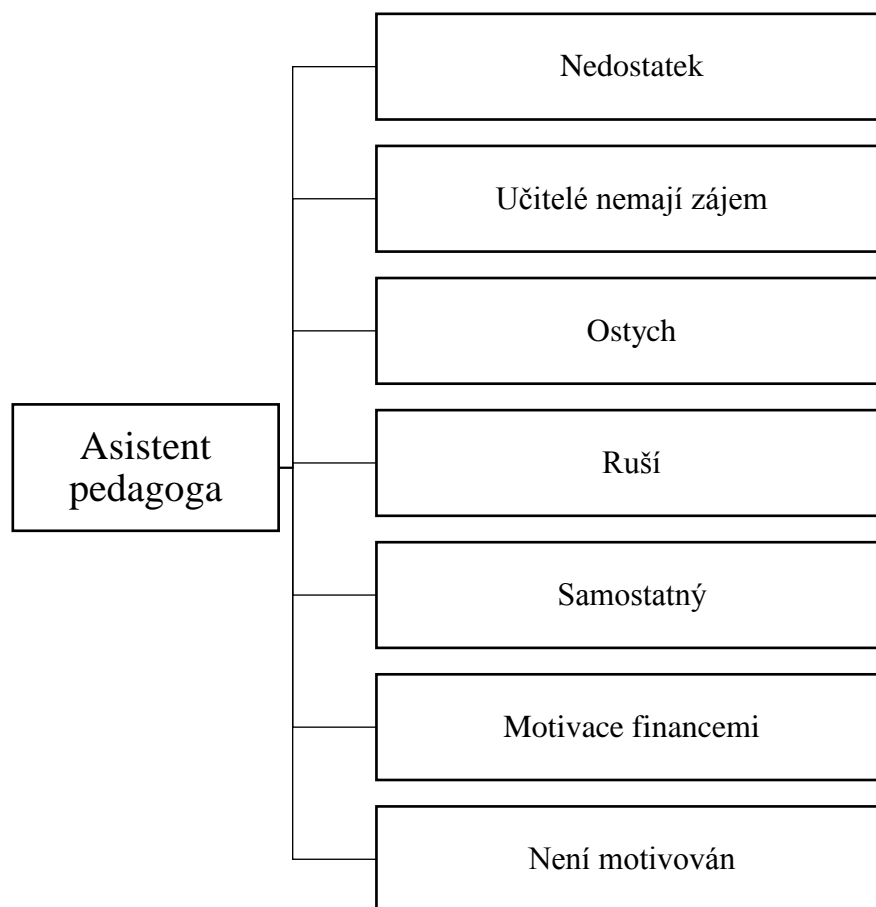 Nedostatek
Učitelé nemají zájem
Ostych
Asistent
pedagoga
Ruší
Samostatný
Motivace financemi
Není motivován